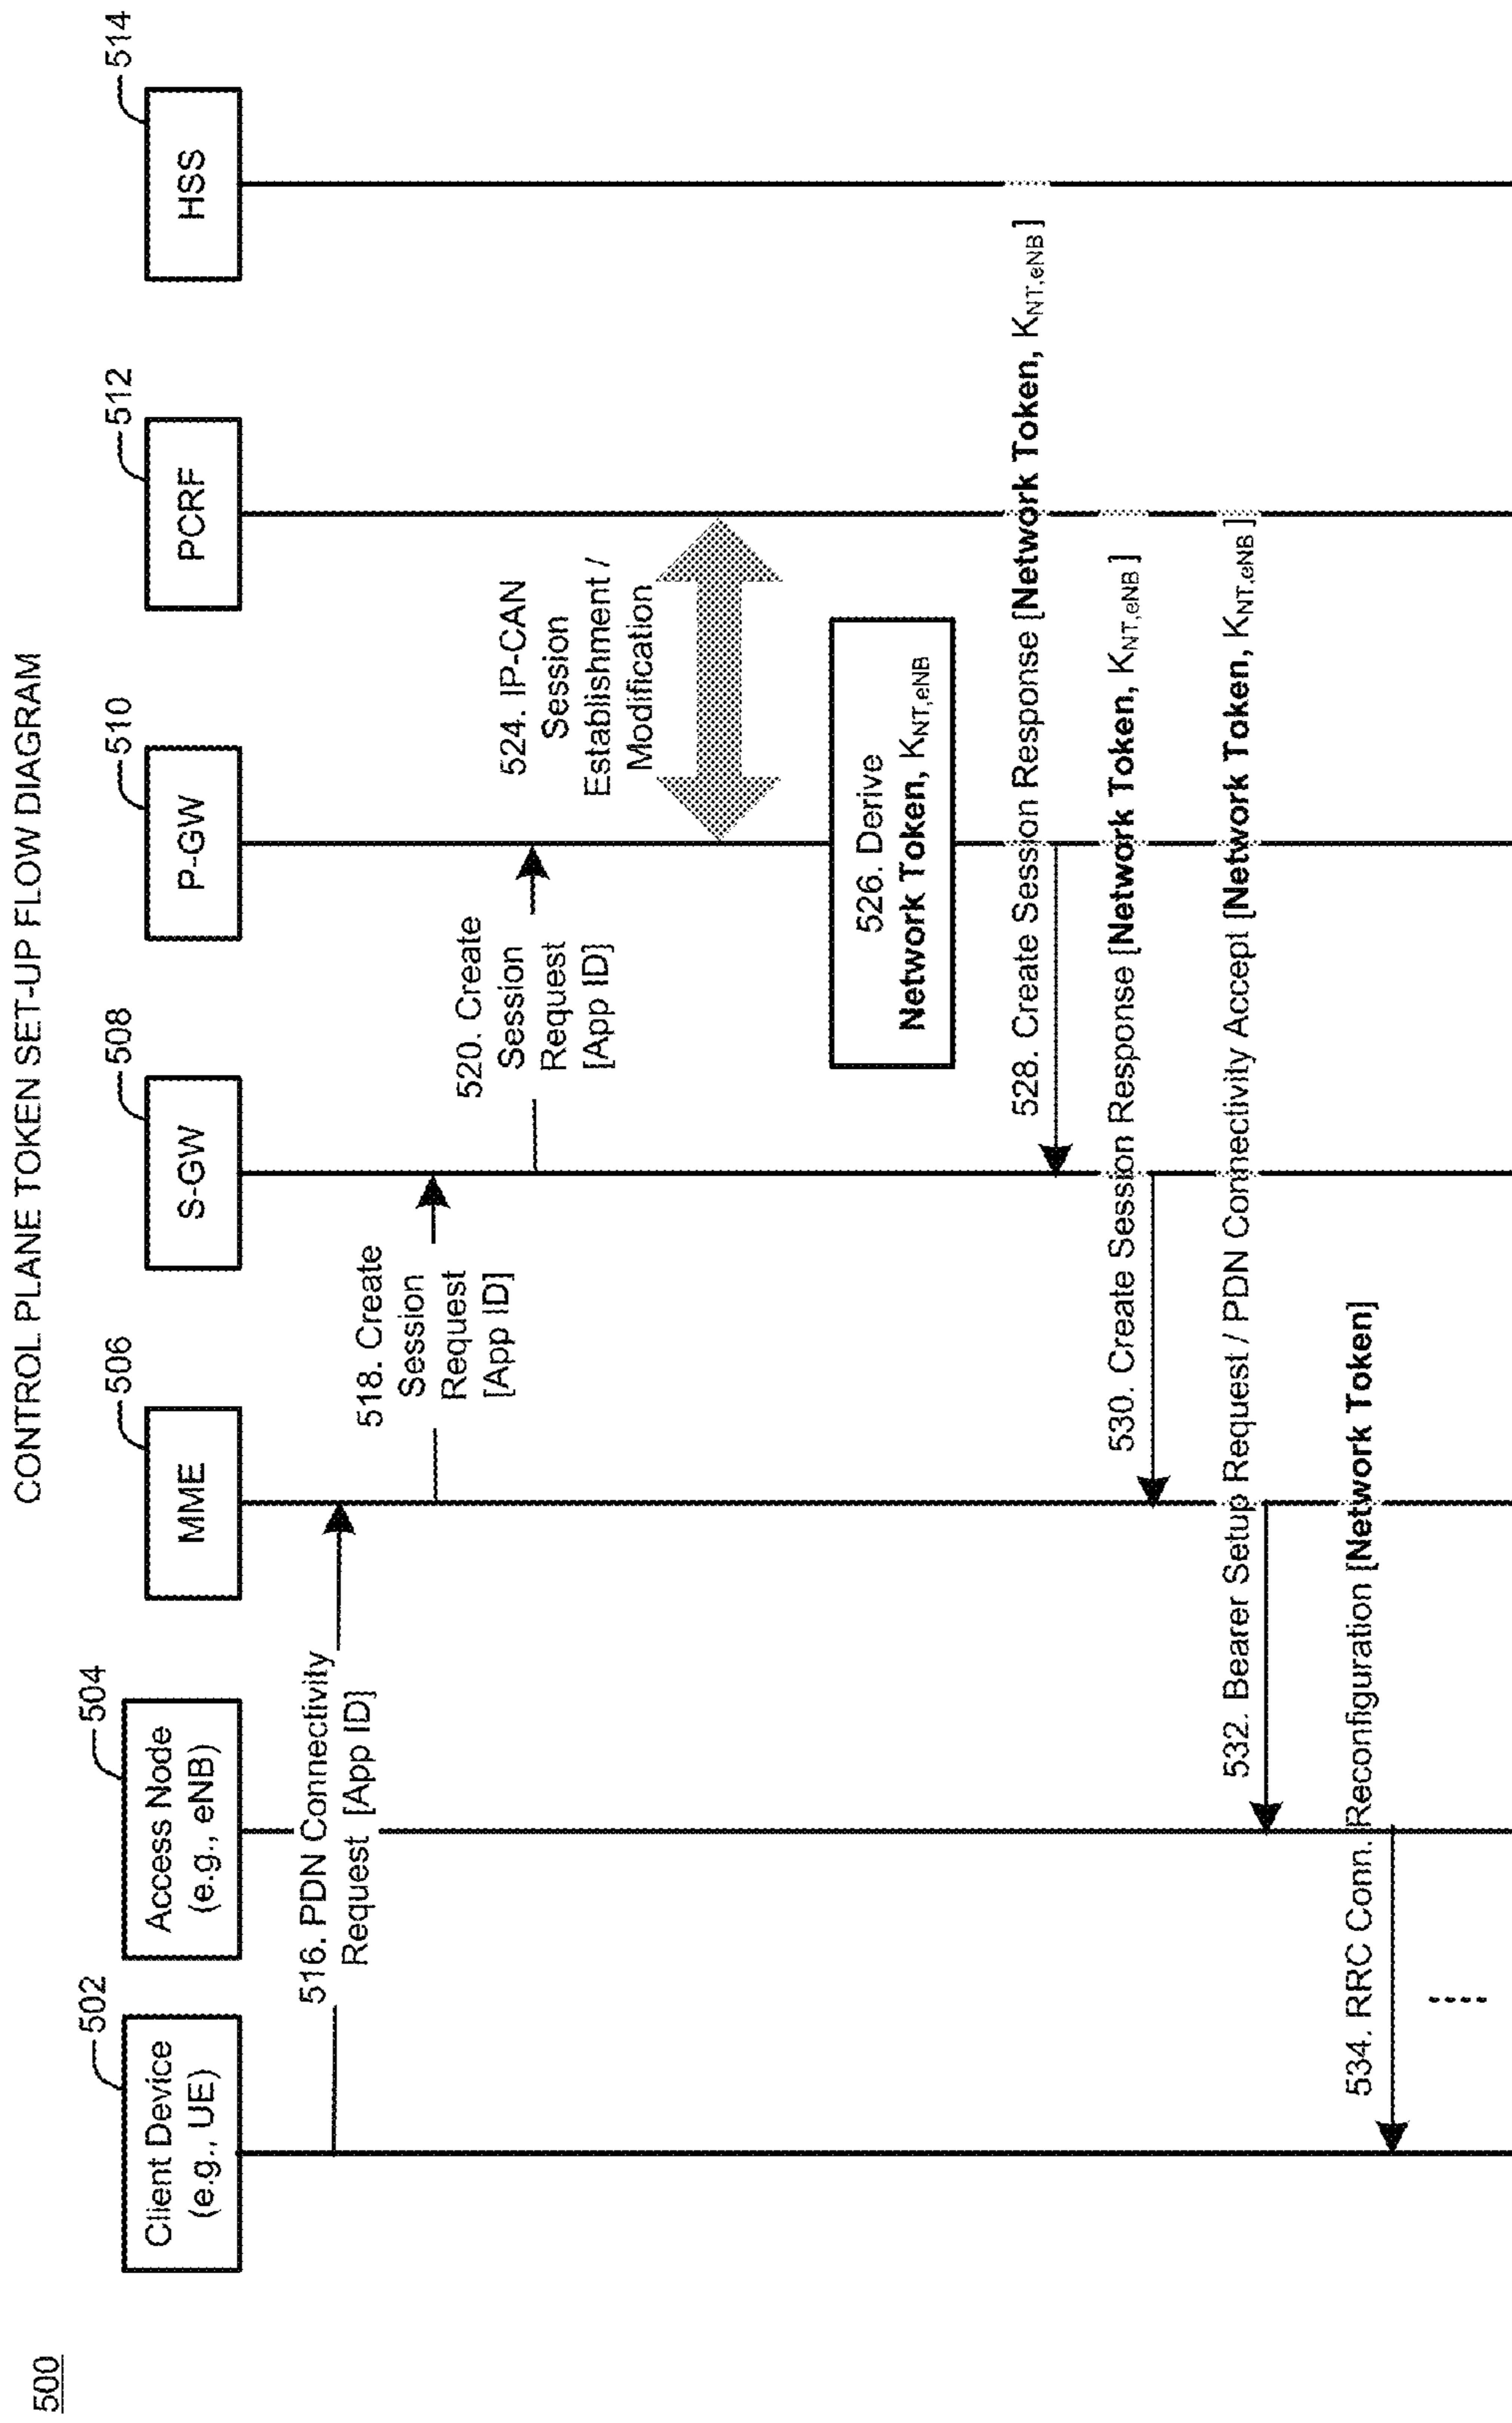 500
CONTROL PLANE TOKEN SET-UP FLOW DIAGRAM
502
504
506
508
510
512
514
Client Device
(e.g., UE)
Access Node
(e.g., eNB)
MME
S-GW
P-GW
PCRF
HSS
516. PDN Connectivity
Request [App ID]
518. Create
Session
Request
[App ID]
520. Create
Session
Request
[App ID]
524. IP-CAN
Session
Establishment /
Modification
526. Derive
Network Token, KNT,eNB
528. Create Session Response [Network Token, KNT,eNB]
530. Create Session Response [Network Token, KNT,eNB]
532. Bearer Setup Request / PDN Connectivity Accept [Network Token, KNT,eNB]
534. RRC Conn. Reconfiguration [Network Token]